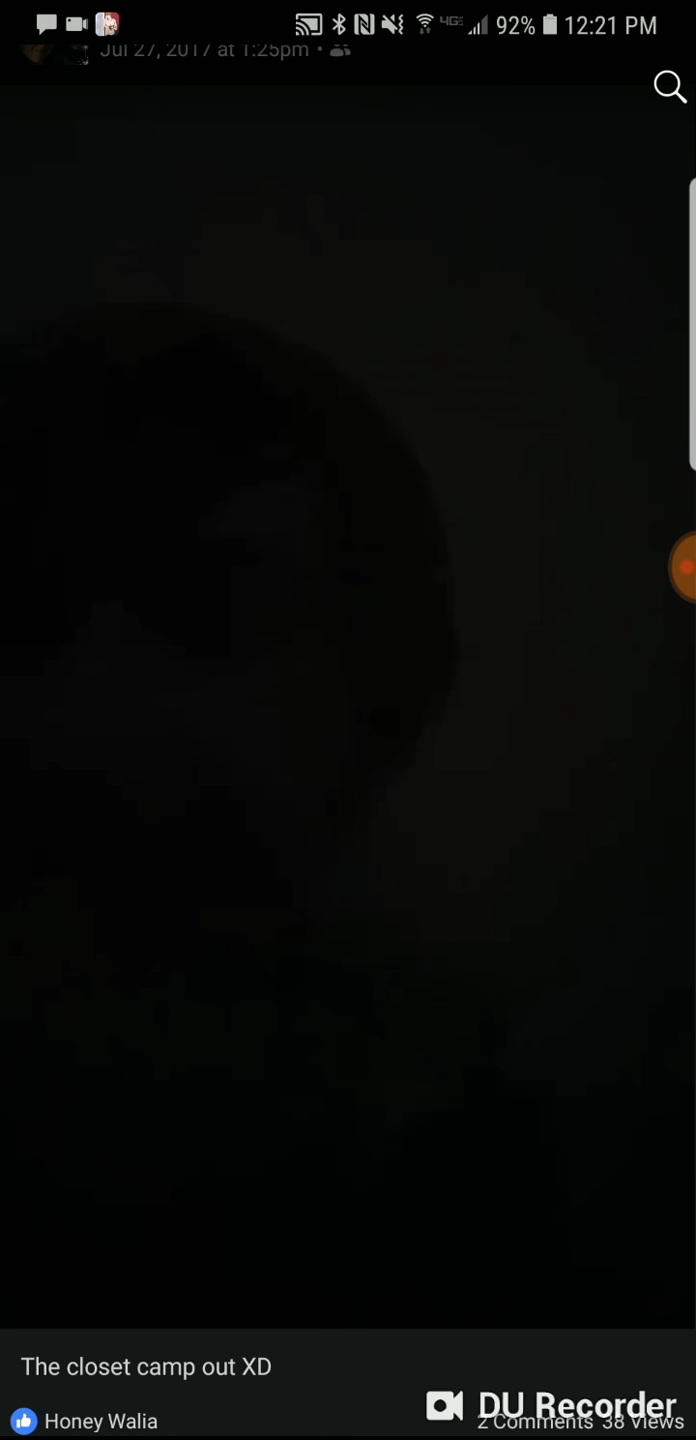 92% 12:21 PM
Jul 27, 2017 at 1:25pm ·
The closet camp out XD
Honey Walia
DU Recorder
2 Comments 38 Views